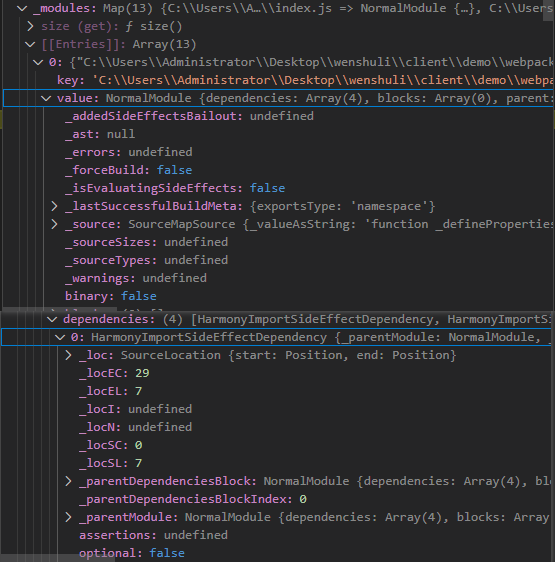 _modules: Map(13) {C:\\Users\\A…\\index.js => NormalModule {…}, C:\\Us
size (get): ƒ size()
[[Entries]]: Array(13)
0: {"C:\\Users\\Administrator\\Desktop\\wenshuli\\client\\demo\\webpack
key: 'C:\\Users\\Administrator\\Desktop\\wenshuli\\client\\demo\\webpa
value: NormalModule {dependencies: Array(4), blocks: Array(0), parent:
_addedSideEffectsBailout: undefined
_ast: null
_errors: undefined
_forceBuild: false
_isEvaluatingSideEffects: false
_lastSuccessfulBuildMeta: {exportsType: 'namespace'}
_source: SourceMapSource {_valueAsString: 'function _defineProperties
_sourceSizes: undefined
_sourceTypes: undefined
_warnings: undefined
binary: false
dependencies: (4) [HarmonyImportSideEffectDependency, HarmonyImportSi
0: HarmonyImportSideEffectDependency {_parentModule: NormalModule, _
_loc: SourceLocation {start: Position, end: Position}
_locEC: 29
_locEL: 7
_locI: undefined
_locN: undefined
_locSC: 0
_locSL: 7
_parentDependenciesBlock: NormalModule {dependencies: Array(4), blo
_parentDependenciesBlockIndex: 0
_parentModule: NormalModule {dependencies: Array(4), blocks: Array
assertions: undefined
optional: false